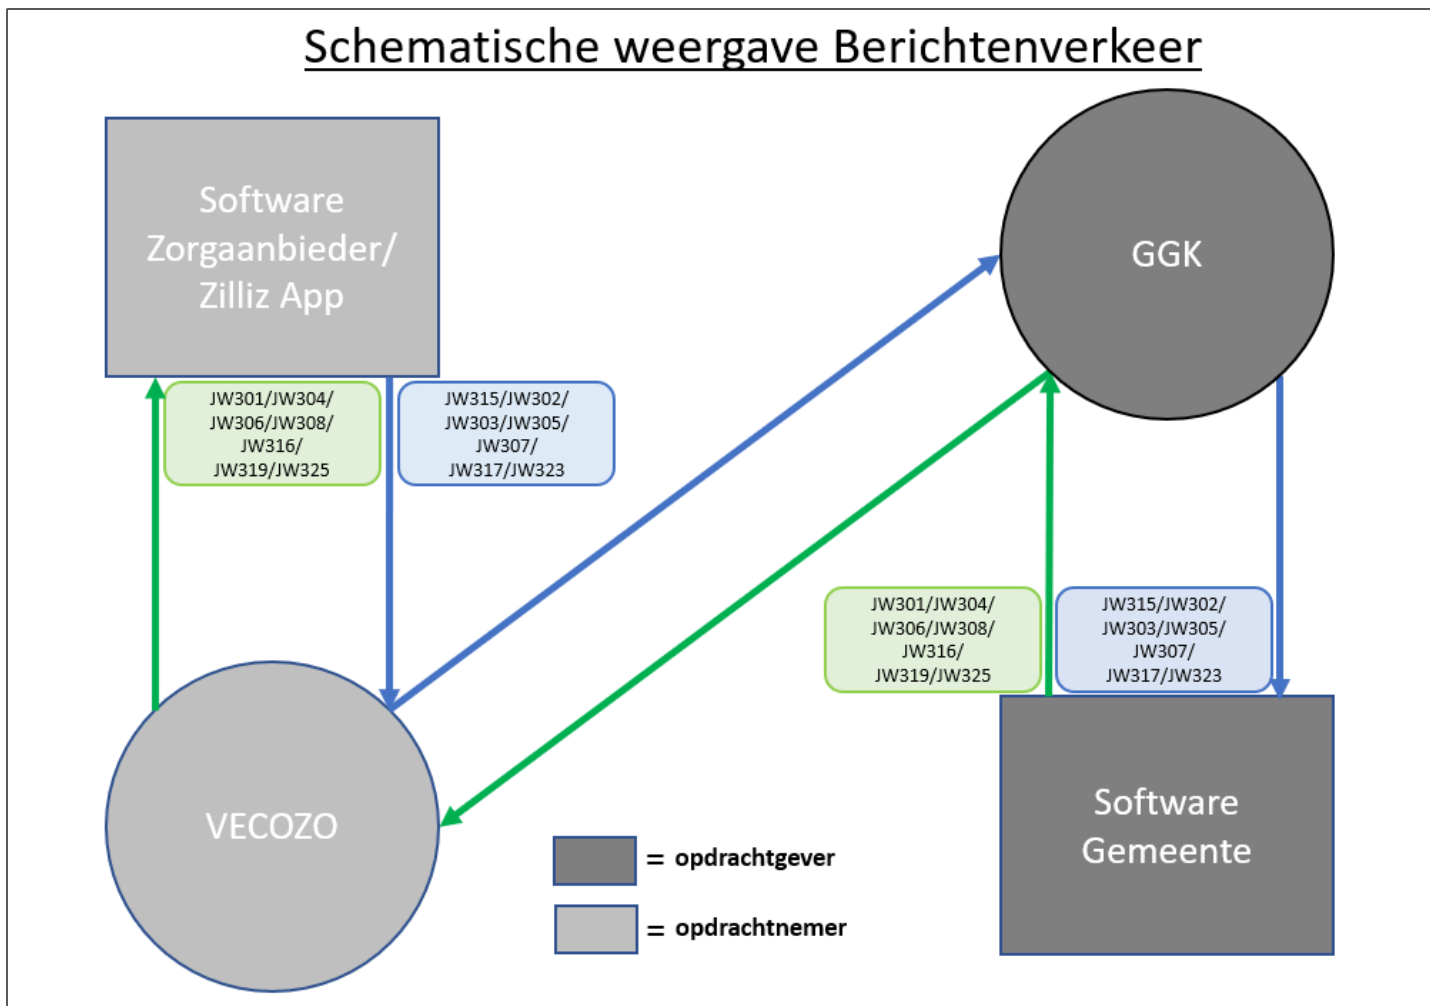 Schematische weergave Berichtenverkeer
Software
Zorgaanbieder/
Zilliz App
GGK
JW301/JW304/
JW306/JW308/
JW316/
JW319/JW325
JW315/JW302/
JW303/JW305/
JW307/
JW317/JW323
JW301/JW304/
JW306/JW308/
JW316/
JW319/JW325
JW315/JW302/
JW303/JW305/
JW307/
JW317/JW323
VECOZO
Software
Gemeente
= opdrachtgever
= opdrachtnemer